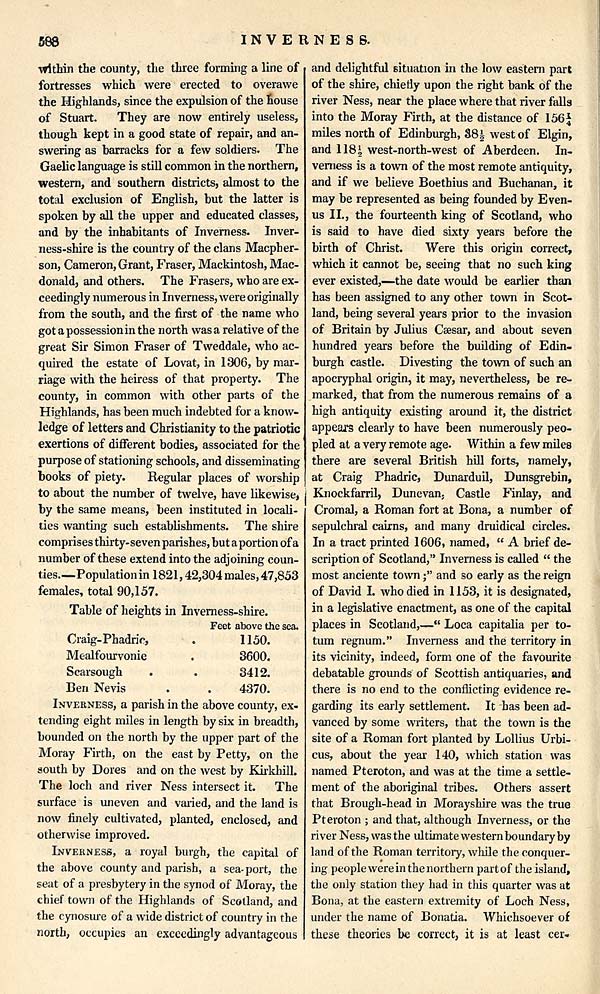 588
INVERNESS.
within the county, the three forming a line of
fortresses which were erected to overawe
the Highlands, since the expulsion of the house
of Stuart. They are now entirely useless,
though kept in a good state of repair, and an-
swering as barracks for a few soldiers. The
Gaelic language is still common in the northern,
western, and southern districts, almost to the
total exclusion of English, but the latter is
spoken by all the upper and educated classes,
and by the inhabitants of Inverness. Inver-
ness-shire is the country of the clans Macpher-
son, Cameron, Grant, Fraser, Mackintosh, Mac-
donald, and others. The Frasers, who are ex-
ceedingly numerous in Inverness, were originally
from the south, and the first of the name who
got a possession in the north was a relative of the
great Sir Simon Fraser of Tweddale, who ac-
quired the estate of Lovat, in 1306, by mar-
riage with the heiress of that property. The
county, in common with other parts of the
Highlands, has been much indebted for a know-
ledge of letters and Christianity to the patriotic
exertions of different bodies, associated for the
purpose of stationing schools, and disseminating
books of piety. Regular places of worship
to about the number of twelve, have likewise,
by the same means, been instituted in locali-
ties wanting such establishments. The shire
comprises thirty-seven parishes, but a portion of a
number of these extend into the adjoining coun-
ties.—Population in 1821, 42,304 males, 47,853
females, total 90,157.
Table of heights in Inverness-shire.
Feet above the sea.
Craig-Phadric, . 1150.
Mealfourvonie . 3600.
Scarsough . . 3412.
Ben Nevis . . 4370.
INVERNESS, a parish in the above county, ex-
tending eight miles in length by six in breadth,
bounded on the north by the upper part of the
Moray Firth, on the east by Petty, on the
south by Dores and on the west by Kirkhill.
The loch and river Ness intersect it. The
surface is uneven and varied, and the land is
now finely cultivated, planted, enclosed, and
otherwise improved.
INVERNESS, a royal burgh, the capital of
the above county and parish, a sea-port, the
seat of a presbytery in the synod of Moray, the
chief town of the Highlands of Scotland, and
the cynosure of a wide district of country in the
north, occupies an exceedingly advantageous
and delightful situation in the low eastern part
of the shire, chiefly upon the right bank of the
river Ness, near the place where that river falls
into the Moray Firth, at the distance of 156¼
miles north of Edinburgh, 38½ west of Elgin,
and 118½ west-north-west of Aberdeen. In-
verness is a town of the most remote antiquity,
and if we believe Boethius and Buchanan, it
may be represented as being founded by Even-
us II., the fourteenth king of Scotland, who
is said to have died sixty years before the
birth of Christ. Were this origin correct,
which it cannot be, seeing that no such king
ever existed,—the date would be earlier than
has been assigned to any other town in Scot-
land, being several years prior to the invasion
of Britain by Julius Cæsar, and about seven
hundred years before the building of Edin-
burgh castle. Divesting the town of such an
apocryphal origin, it may, nevertheless, be re-
marked, that from the numerous remains of a
high antiquity existing around it, the district
appears clearly to have been numerously peo-
pled at a very remote age. Within a few miles
there are several British hill forts, namely,
at Craig Phadric, Dunarduil, Dunsgrebin,
Knockfarril, Dunevan, Castle Finlay, and
Cromal, a Roman fort at Bona, a number of
sepulchral cairns, and many druidical circles.
In a tract printed 1606, named, “ A brief de-
scription of Scotland,” Inverness is called “ the
most anciente town ;” and so early as the reign
of David I. who died in 1153, it is designated,
in a legislative enactment, as one of the capital
places in Scotland,—“ Loca capitalia per to-
tum regnum.” Inverness and the territory in
its vicinity, indeed, form one of the favourite
debatable grounds of Scottish antiquaries, and
there is no end to the conflicting evidence re-
garding its early settlement. It has been ad-
vanced by some writers, that the town is the
site of a Roman fort planted by Lollius Urbi-
cus, about the year 140, which station was
named Pteroton, and was at the time a settle-
ment of the aboriginal tribes. Others assert
that Brough-head in Morayshire was the true
Pteroton ; and that, although Inverness, or the
river Ness, was the ultimate western boundary by
land of the Roman territory, while the conquer-
ing people were in the northern part of the island,
the only station they had in this quarter was at
Bona, at the eastern extremity of Loch Ness,
under the name of Bonatia. Whichsoever of
these theories be correct, it is at least cer-